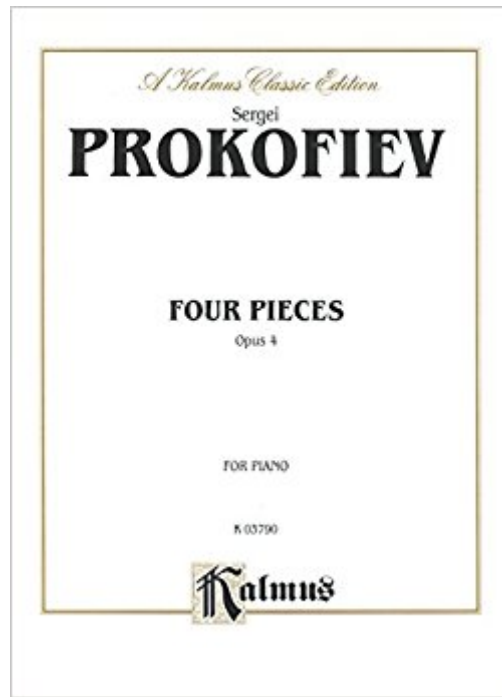 A Kalmus Classic Edition
Sergei
PROKOFIEV
FOUR PIECES
Opus 4
FOR PIANO
K 03790
Kalmus